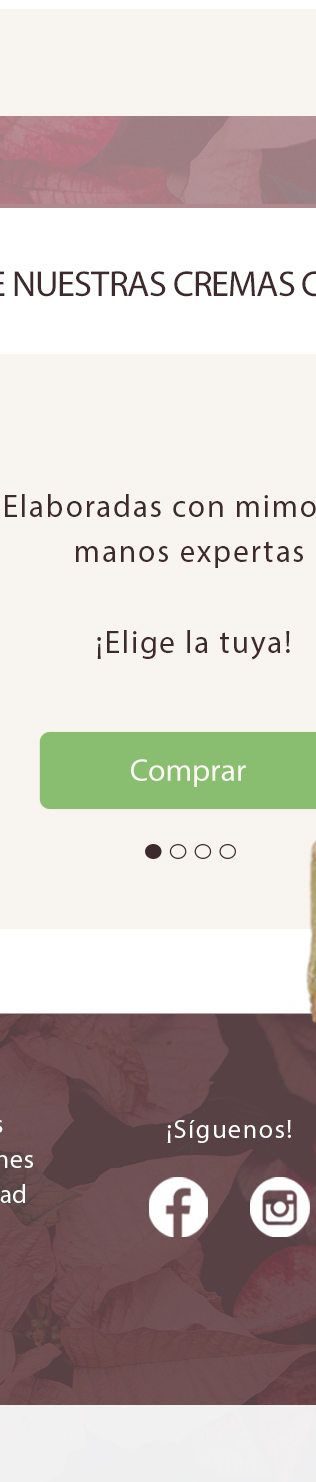 E NUESTRAS CREMAS C
Elaboradas con mimo
manos expertas
¡Elige la tuya!
Comprar
s
¡Síguenos!
nes
ad